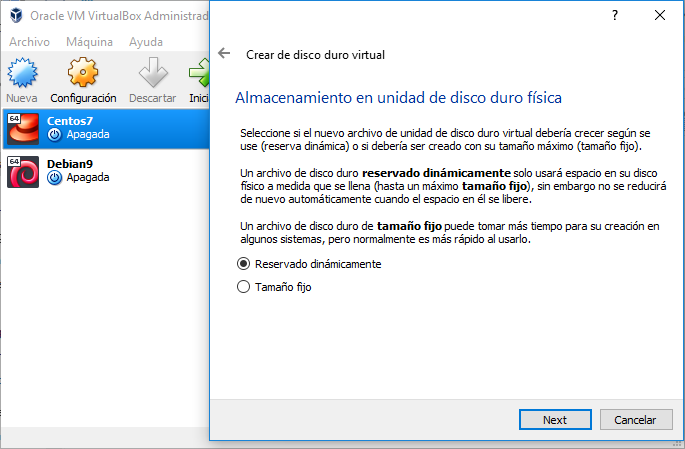 Oracle VM VirtualBox Administrad
Archivo Máquina Ayuda
Nueva Configuración Descartar Inici
64
Centos7
Apagada
64
Debian9
Apagada
?
Crear de disco duro virtual
Almacenamiento en unidad de disco duro física
Seleccione si el nuevo archivo de unidad de disco duro virtual debería crecer según se
use (reserva dinámica) o si debería ser creado con su tamaño máximo (tamaño fijo).
Un archivo de disco duro reservado dinámicamente solo usará espacio en su disco
físico a medida que se llena (hasta un máximo tamaño fijo), sin embargo no se reducirá
de nuevo automáticamente cuando el espacio en él se libere.
Un archivo de disco duro de tamaño fijo puede tomar más tiempo para su creación en
algunos sistemas, pero normalmente es más rápido al usarlo.
Reservado dinámicamente
Tamaño fijo
Next Cancelar